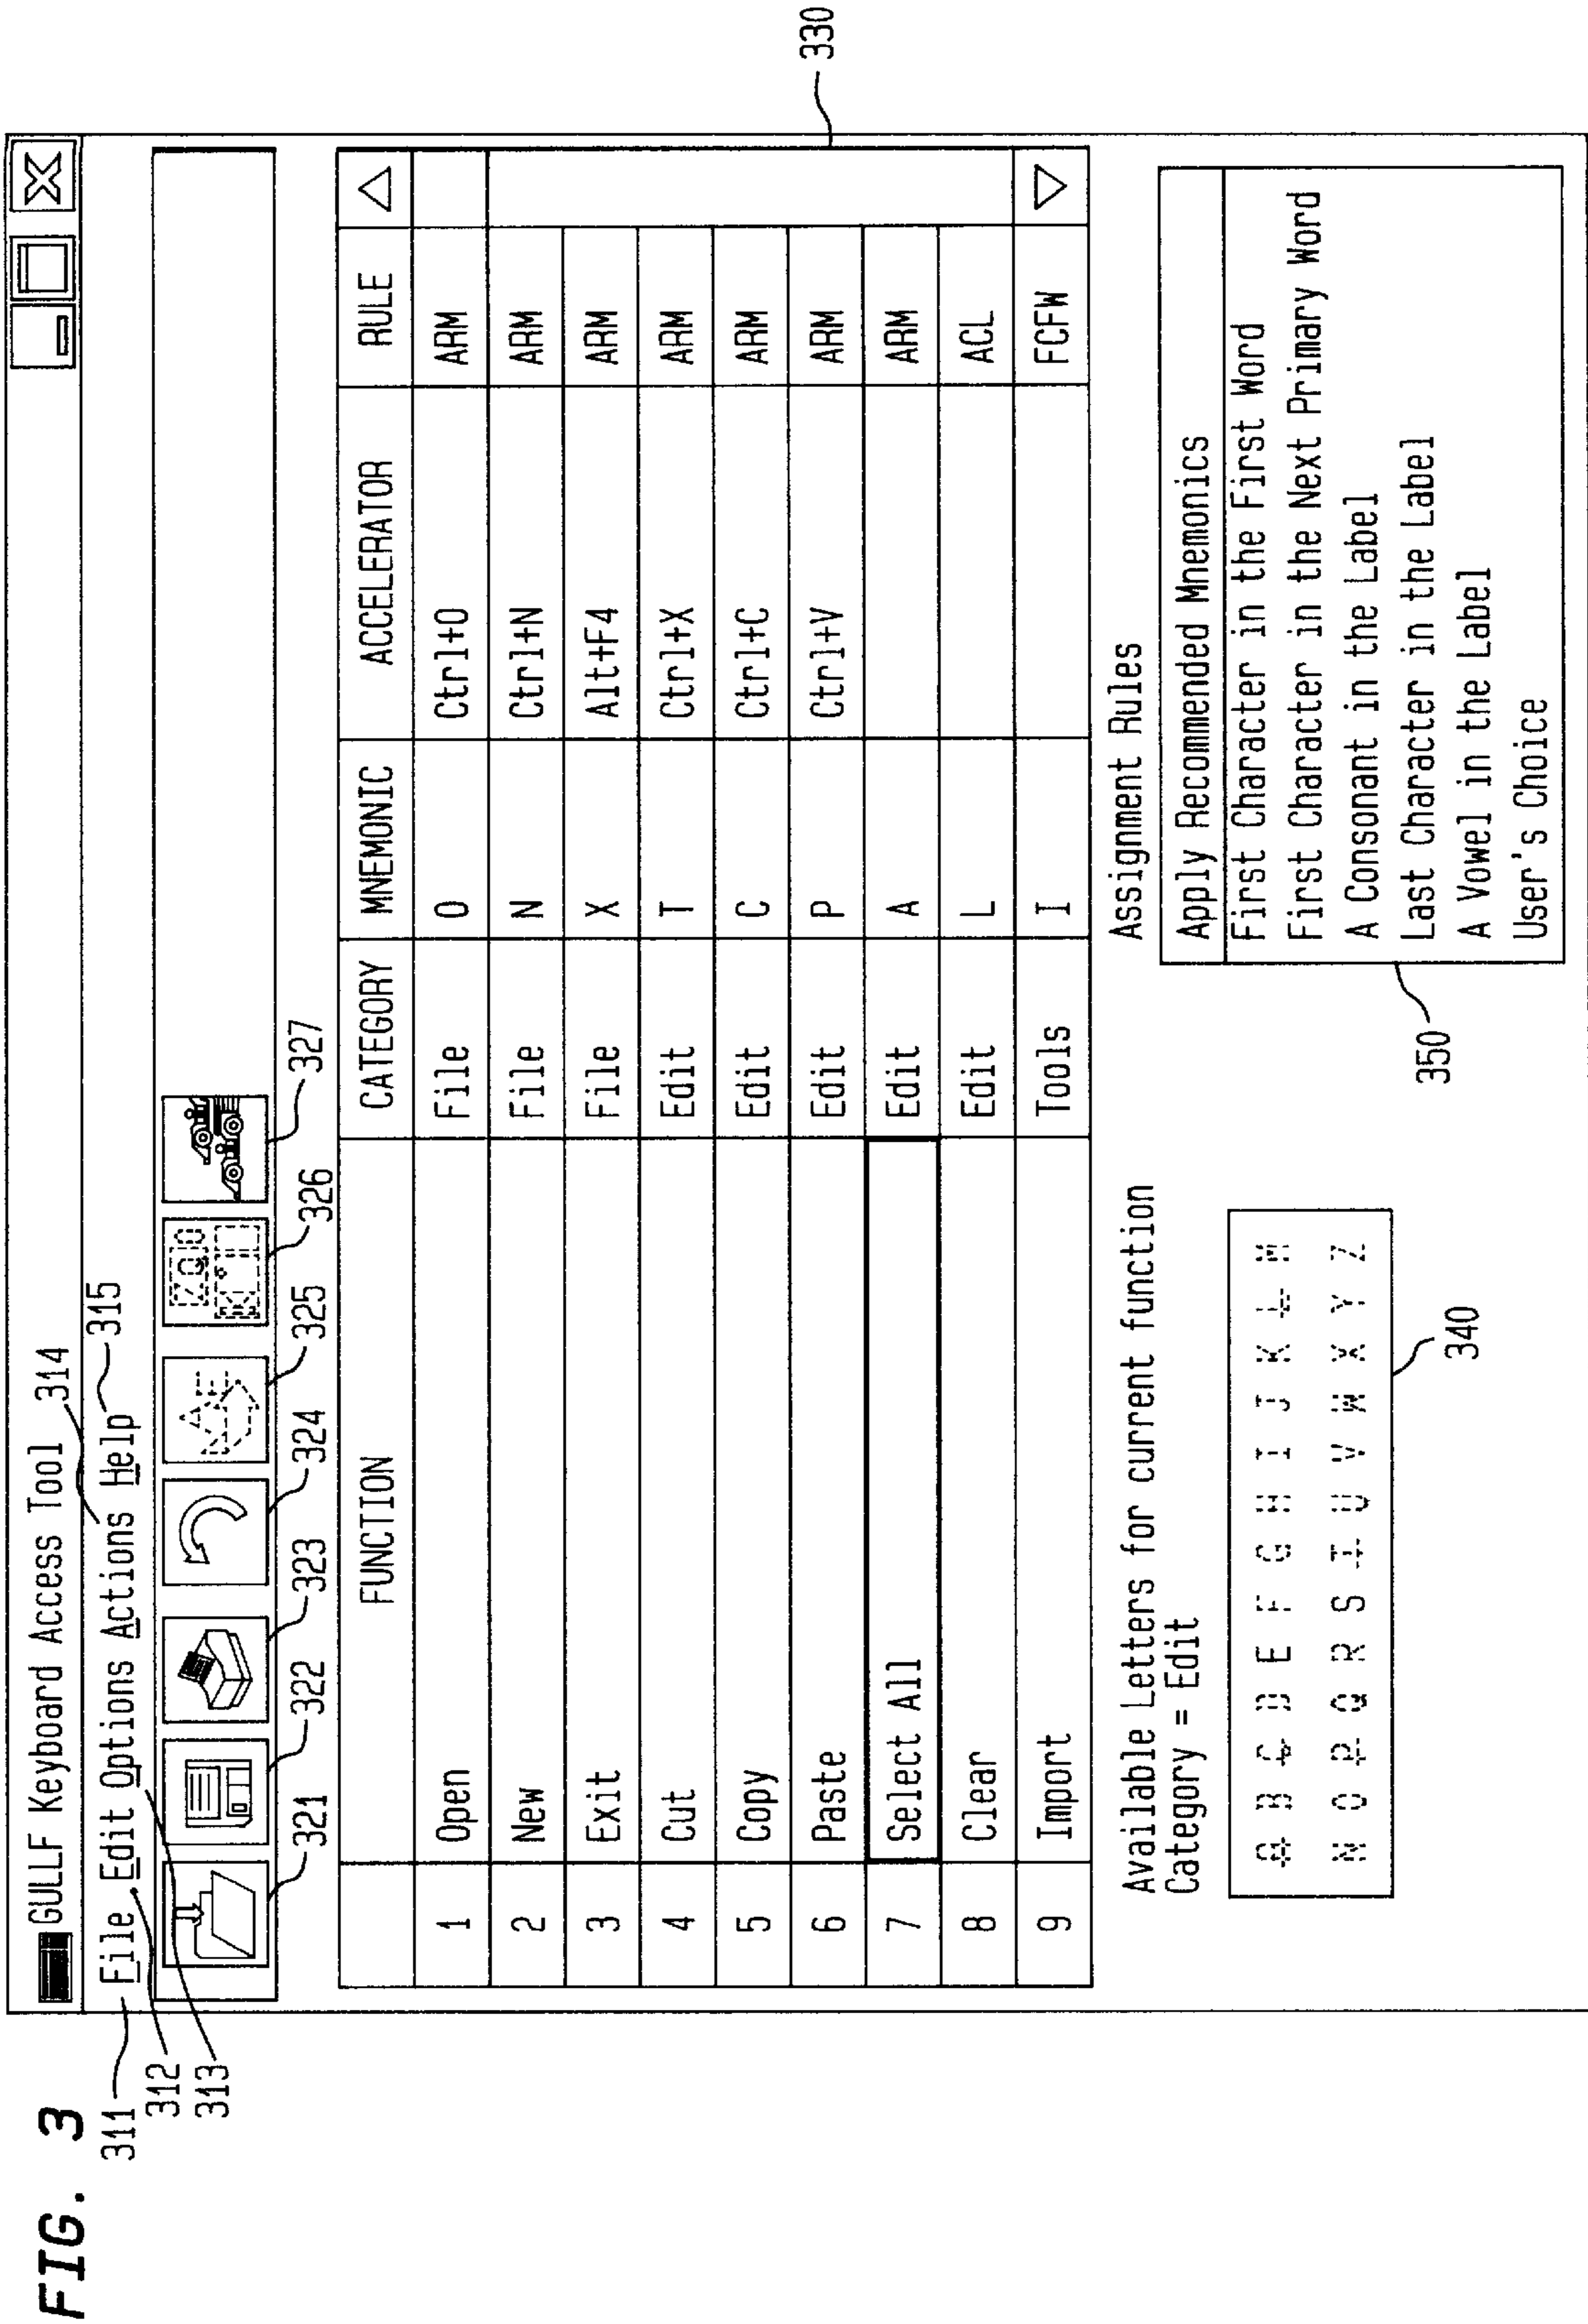 FIG. 3
GULLF Keyboard Access Tool
314
File Edit Options Actions Help
315
311
312
313
321
322
323
324
325
326
327
FUNCTION CATEGORY MNEMONIC ACCELERATOR RULE
1 Open File O Ctrl+O ARM
2 New File N Ctrl+N ARM
3 Exit File X Alt+F4 ARM
4 Cut Edit T Ctrl+X ARM
5 Copy Edit C Ctrl+C ARM
6 Paste Edit P Ctrl+V ARM
7 Select All Edit A ARM
8 Clear Edit L ACL
9 Import Tools I FCFW
330
Available Letters for current function
Category = Edit
A B C D E F G H I J K L M
N O P Q R S T U V W X Y Z
340
Assignment Rules
Apply Recommended Mnemonics
First Character in the First Word
First Character in the Next Primary Word
A Consonant in the Label
Last Character in the Label
A Vowel in the Label
User's Choice
350